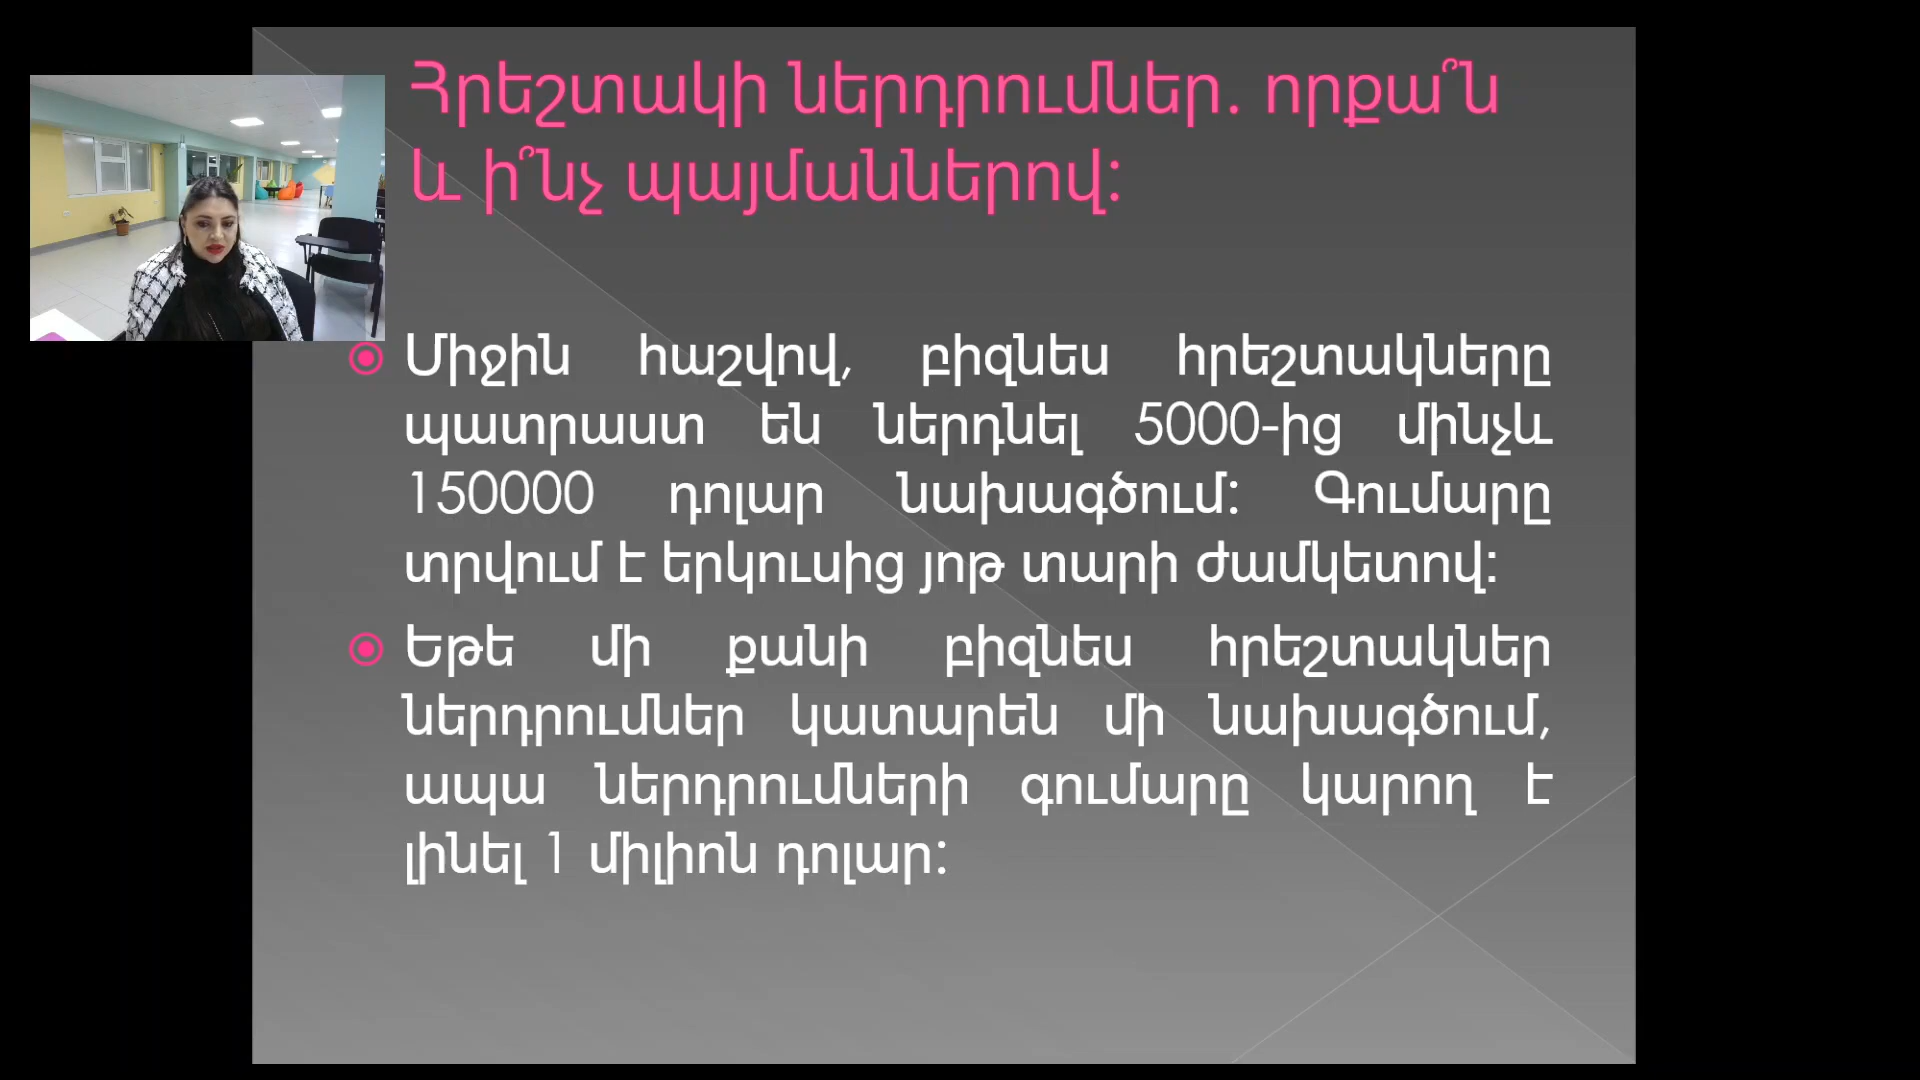 Հրեշտակի ներդրումներ. որքա՞ն
և ի՞նչ պայմաններով:
Միջին հաշվով, բիզնես հրեշտակները
պատրաստ են ներդնել 5000-ից մինչև
150000 դոլար նախագծում: Գումարը
տրվում է երկուսից յոթ տարի ժամկետով:
Եթե մի քանի բիզնես հրեշտակներ
ներդրումներ կատարեն մի նախագծում,
ապա ներդրումների գումարը կարող է
լինել 1 միլիոն դոլար: